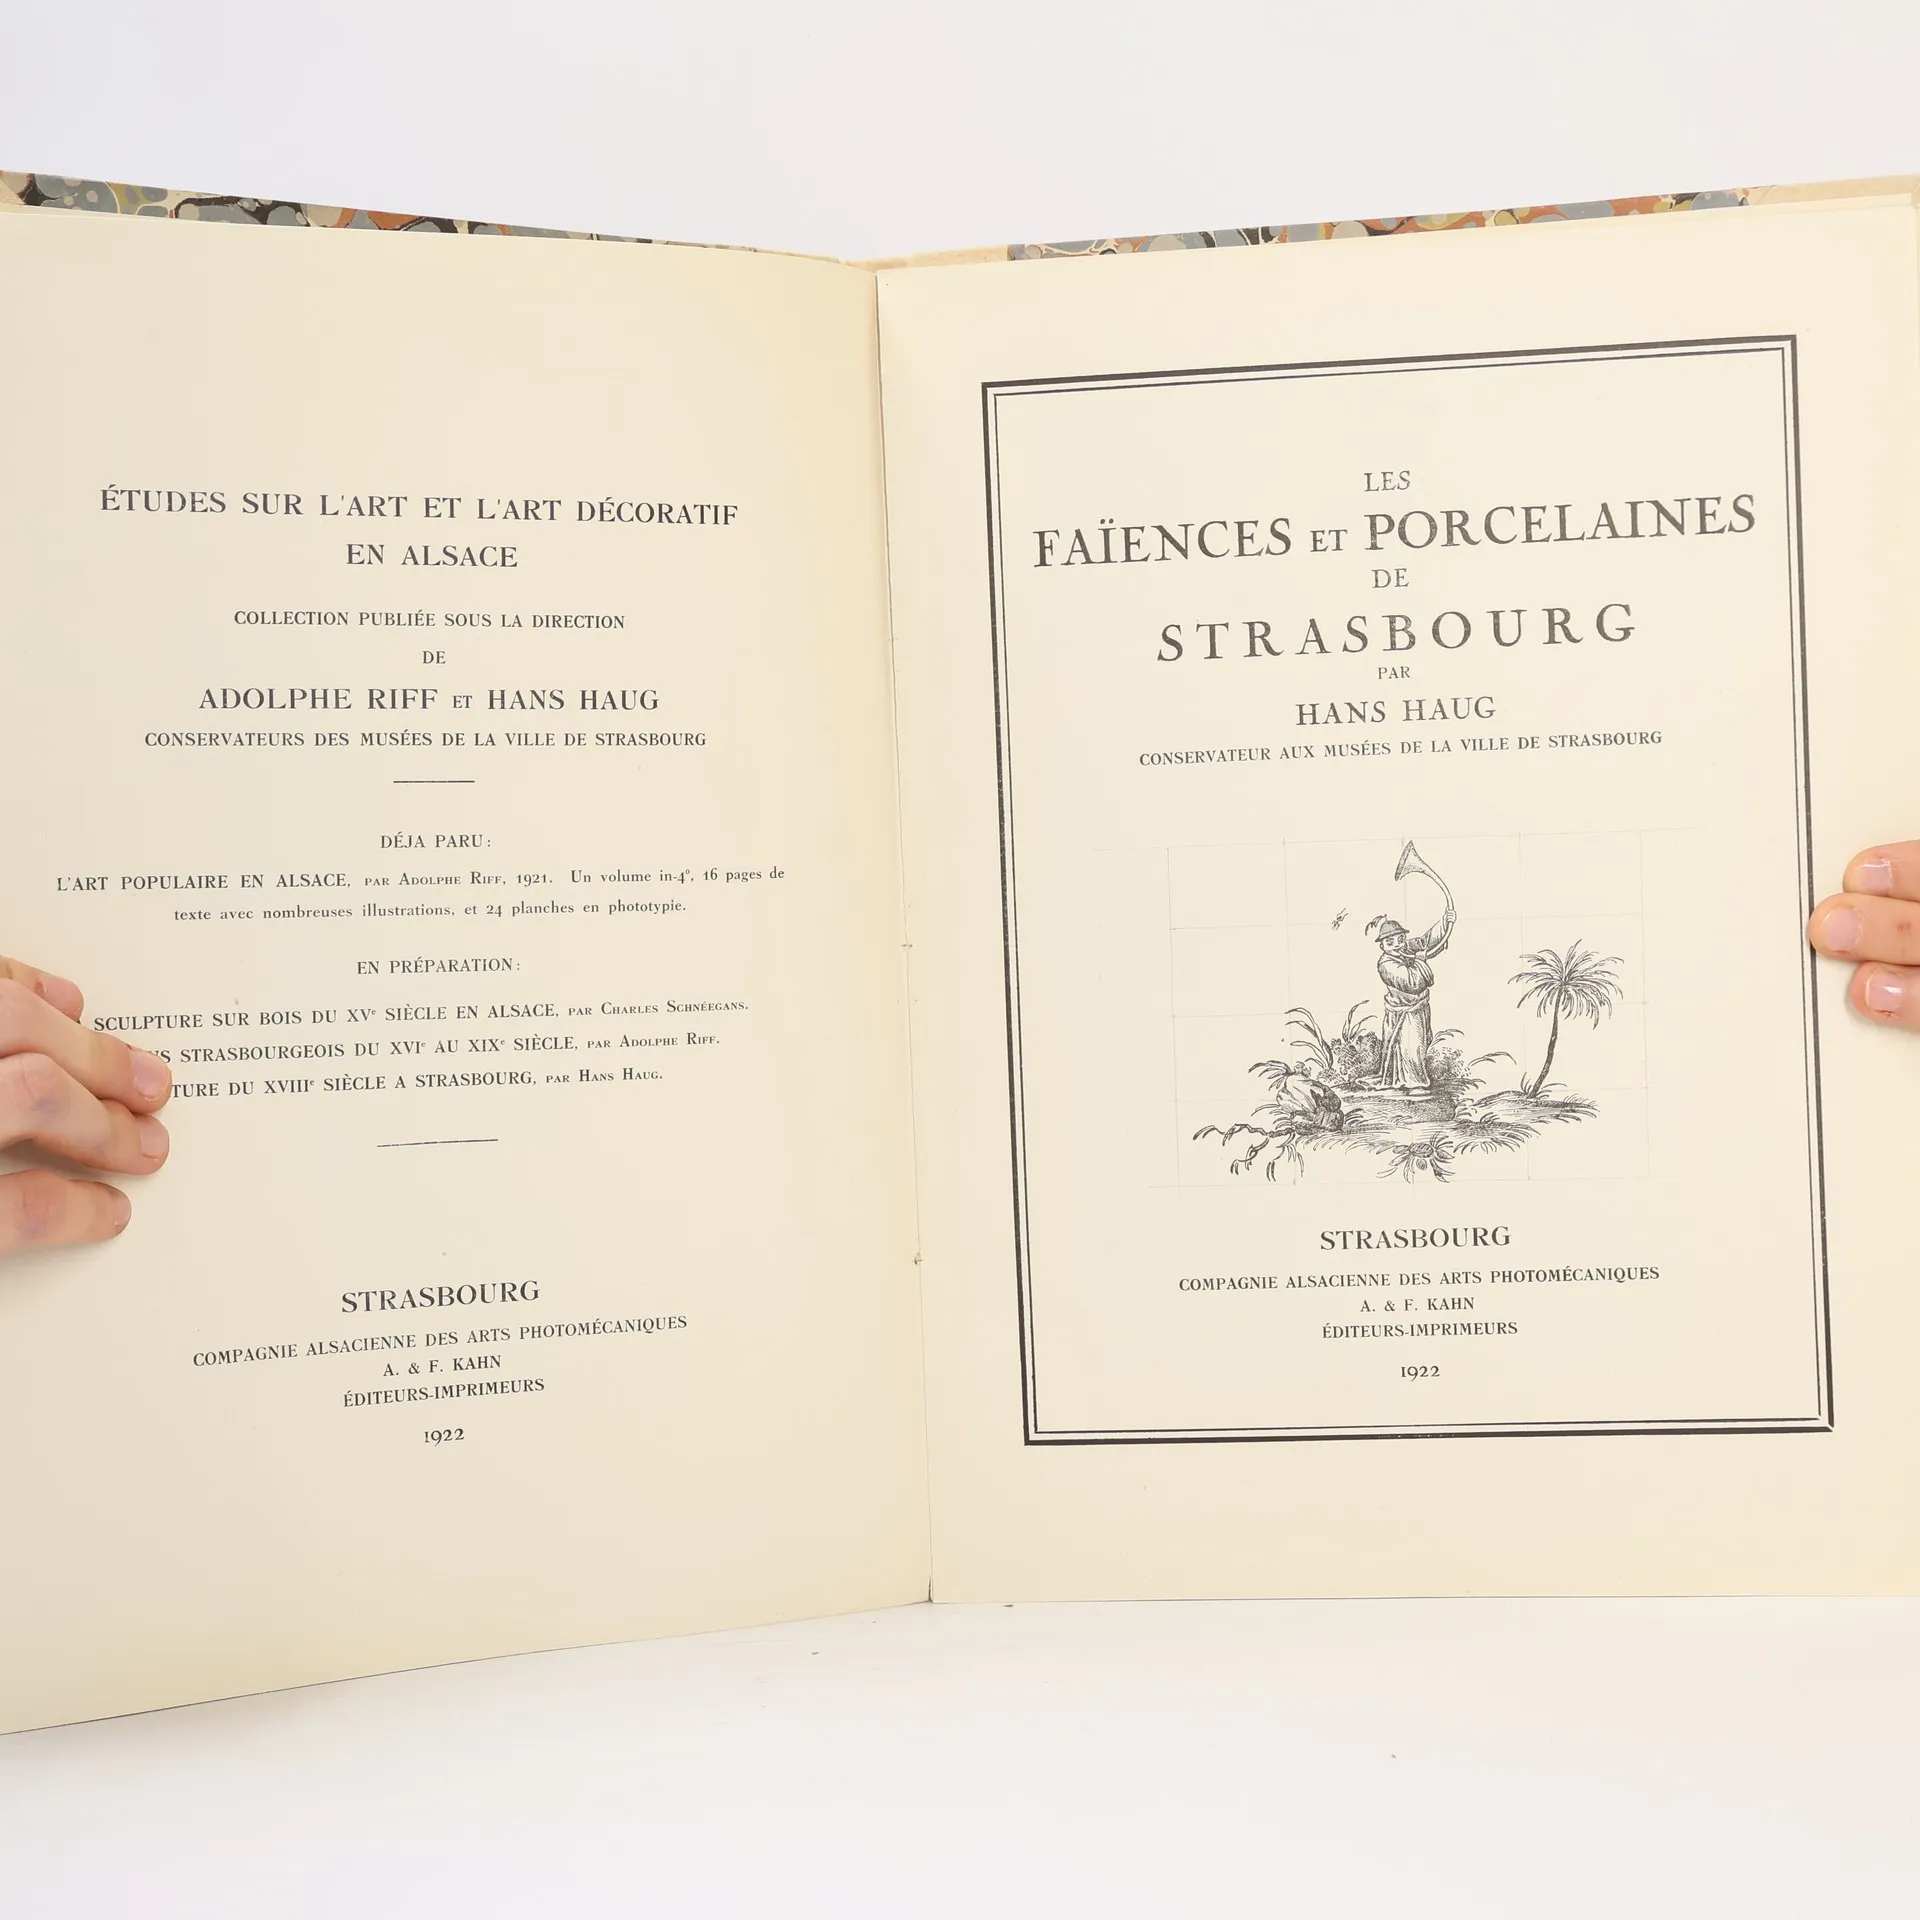 ÉTUDES SUR L'ART ET L'ART DÉCORATIF
EN ALSACE
COLLECTION PUBLIÉE SOUS LA DIRECTION
DE
ADOLPHE RIFF ET HANS HAUG
CONSERVATEURS DES MUSÉES DE LA VILLE DE STRASBOURG
DÉJA PARU:
L'ART POPULAIRE EN ALSACE, PAR ADOLPHE RIFF, 1921. Un volume in-4º, 16 pages de
texte avec nombreuses illustrations, et 24 planches en phototypie.
EN PRÉPARATION:
SCULPTURE SUR BOIS DU XVᵉ SIÈCLE EN ALSACE, PAR CHARLES SCHNÉEGANS.
STRASBOURGEOIS DU XVIᵉ AU XIXᵉ SIÈCLE, PAR ADOLPHE RIFF.
DU XVIIIᵉ SIÈCLE A STRASBOURG, PAR HANS HAUG.
STRASBOURG
COMPAGNIE ALSACIENNE DES ARTS PHOTOMÉCANIQUES
A. & F. KAHN
ÉDITEURS-IMPRIMEURS
1922
LES
FAÏENCES ET PORCELAINES
DE
STRASBOURG
PAR
HANS HAUG
CONSERVATEUR AUX MUSÉES DE LA VILLE DE STRASBOURG
STRASBOURG
COMPAGNIE ALSACIENNE DES ARTS PHOTOMÉCANIQUES
A. & F. KAHN
ÉDITEURS-IMPRIMEURS
1922